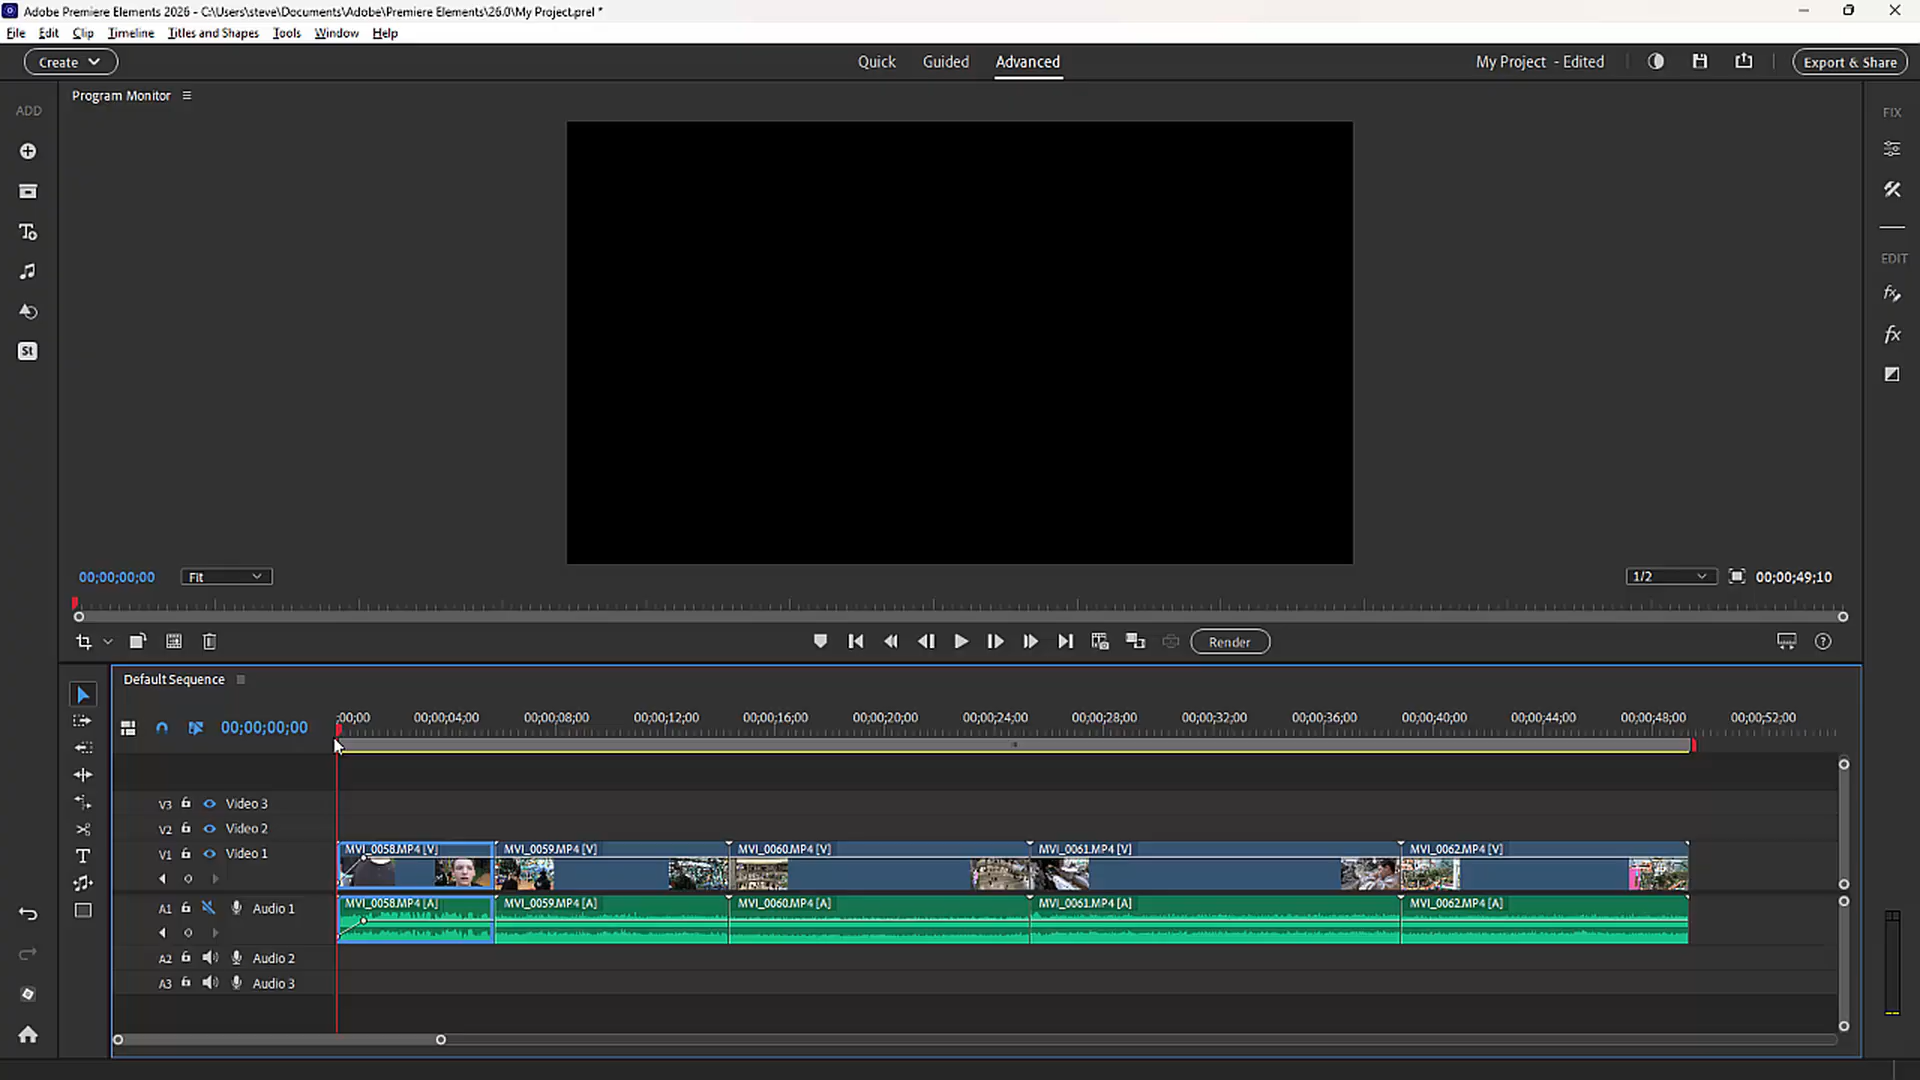 Adobe Premiere Elements 2026 - C:\Users\steve\Documents\Adobe\Premiere Elements\26.0\My Project.prel *
File Edit Clip Timeline Titles and Shapes Tools Window Help
Create Quick Guided Advanced My Project - Edited Export & Share
ADD Program Monitor FIX
St
EDIT
fx
00;00;00;00 Fit 1/2 00;00;49;10
Render
Default Sequence
00;00;00;00 ;00;00 00;00;04;00 00;00;08;00 00;00;12;00 00;00;16;00 00;00;20;00 00;00;24;00 00;00;28;00 00;00;32;00 00;00;36;00 00;00;40;00 00;00;44;00 00;00;48;00 00;00;52;00
V3 Video 3
V2 Video 2
V1 Video 1 MVI_0058.MP4 [V] MVI_0059.MP4 [V] MVI_0060.MP4 [V] MVI_0061.MP4 [V] MVI_0062.MP4 [V]
A1 Audio 1 MVI_0058.MP4 [A] MVI_0059.MP4 [A] MVI_0060.MP4 [A] MVI_0061.MP4 [A] MVI_0062.MP4 [A]
A2 Audio 2
A3 Audio 3